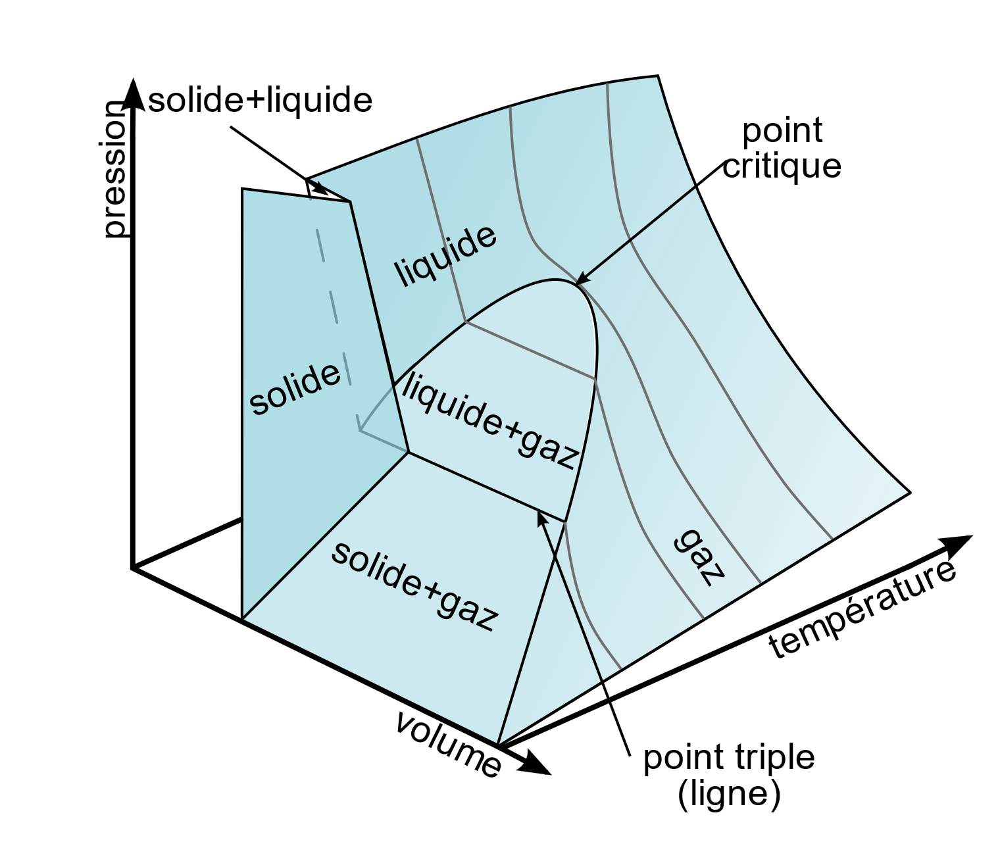 solide+liquide
pression
point
critique
liquide
solide
liquide+gaz
solide+gaz
gaz
température
volume
point triple
(ligne)